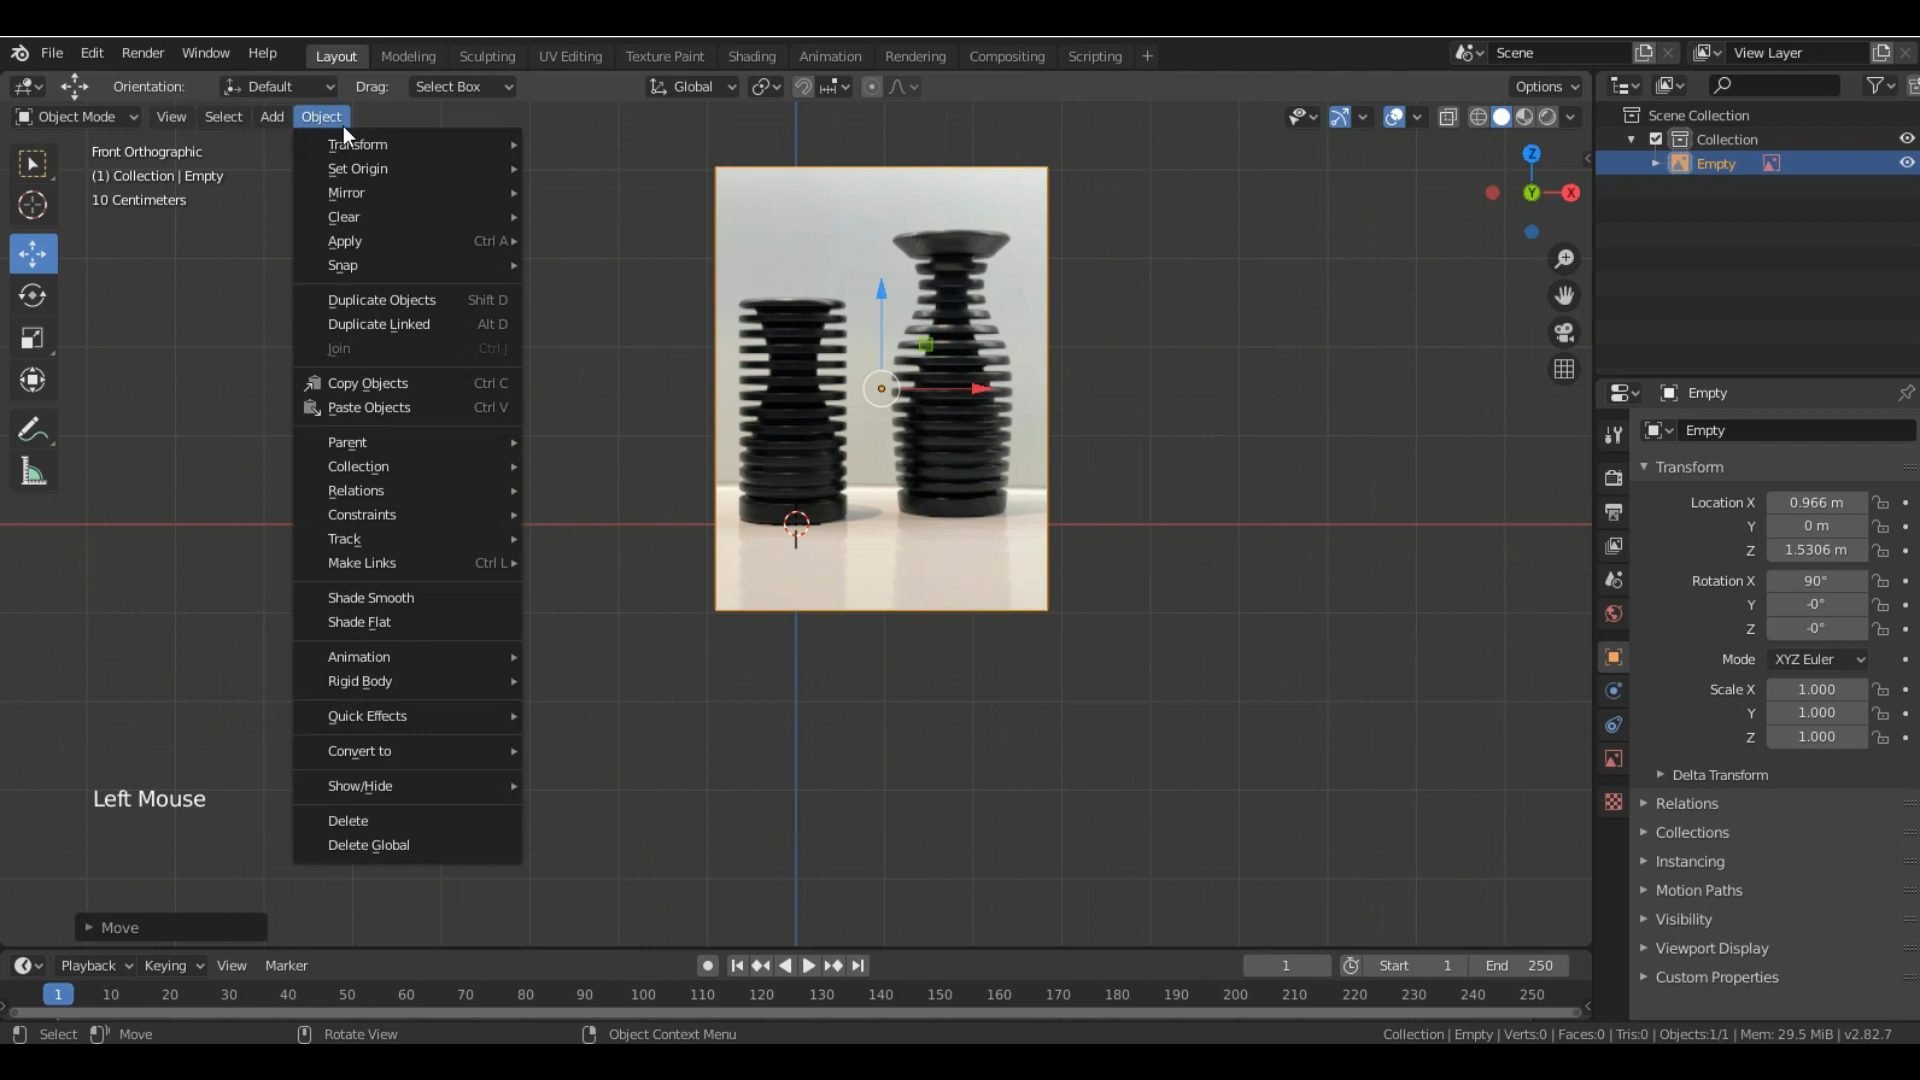 File Edit Render Window Help Layout Modeling Sculpting UV Editing Texture Paint Shading Animation Rendering Compositing Scripting + Scene View Layer
Orientation: Default Drag: Select Box Global Options
Object Mode View Select Add Object
Front Orthographic
(1) Collection | Empty
10 Centimeters
Transform
Set Origin
Mirror
Clear
Apply Ctrl A
Snap
Duplicate Objects Shift D
Duplicate Linked Alt D
Join Ctrl J
Copy Objects Ctrl C
Paste Objects Ctrl V
Parent
Collection
Relations
Constraints
Track
Make Links Ctrl L
Shade Smooth
Shade Flat
Animation
Rigid Body
Quick Effects
Convert to
Show/Hide
Delete
Delete Global
Left Mouse
Move
Z
Y
X
Scene Collection
Collection
Empty
Empty
Empty
Transform
Location X 0.966 m
Y 0 m
Z 1.5306 m
Rotation X 90°
Y -0°
Z -0°
Mode XYZ Euler
Scale X 1.000
Y 1.000
Z 1.000
Delta Transform
Relations
Collections
Instancing
Motion Paths
Visibility
Viewport Display
Custom Properties
Playback Keying View Marker 1 Start 1 End 250
1 10 20 30 40 50 60 70 80 90 100 110 120 130 140 150 160 170 180 190 200 210 220 230 240 250
Select Move Rotate View Object Context Menu Collection | Empty | Verts:0 | Faces:0 | Tris:0 | Objects:1/1 | Mem: 29.5 MiB | v2.82.7